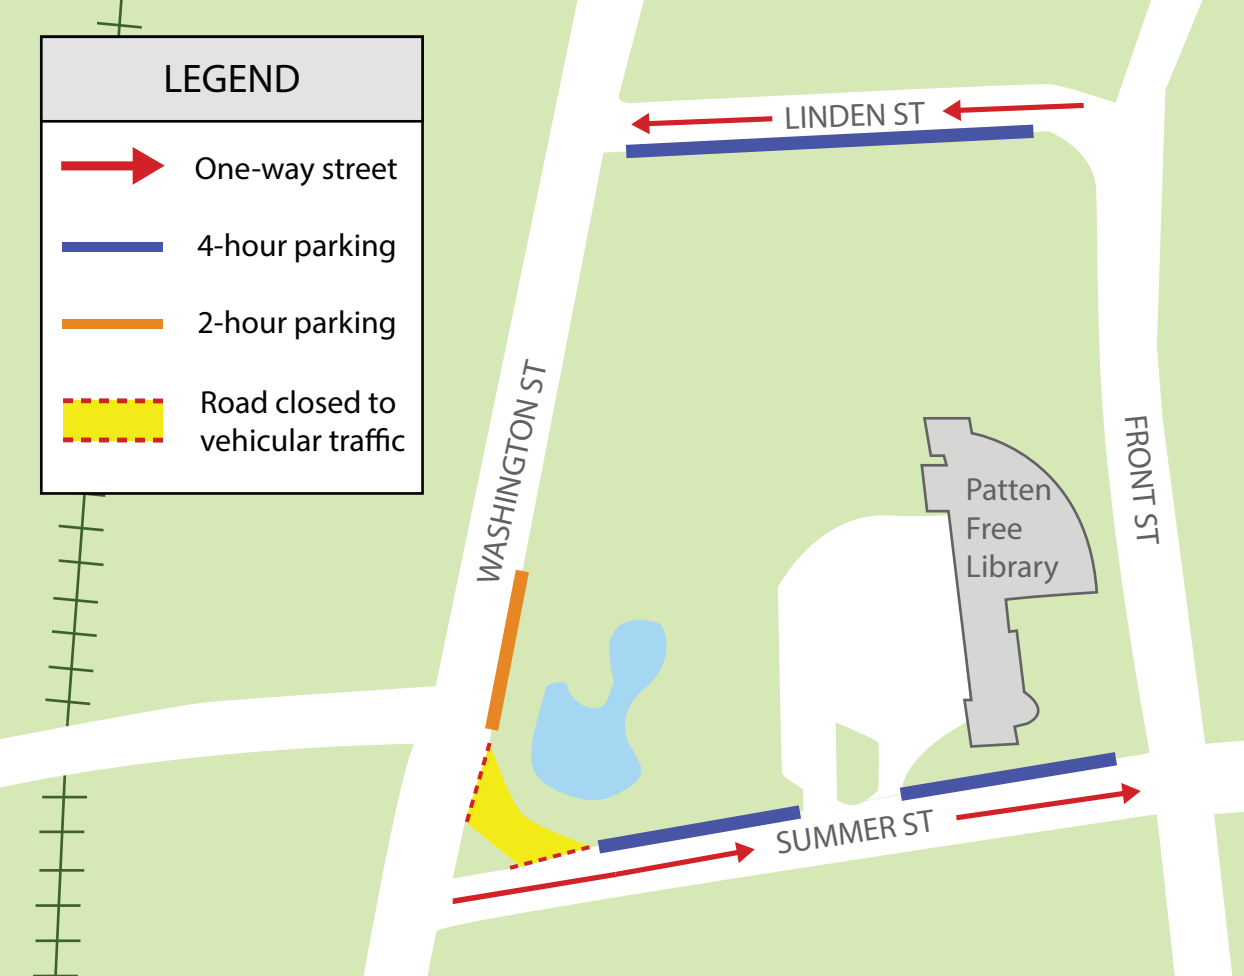 LEGEND
One-way street
4-hour parking
2-hour parking
Road closed to
vehicular traffic
LINDEN ST
WASHINGTON ST
FRONT ST
Patten
Free
Library
SUMMER ST